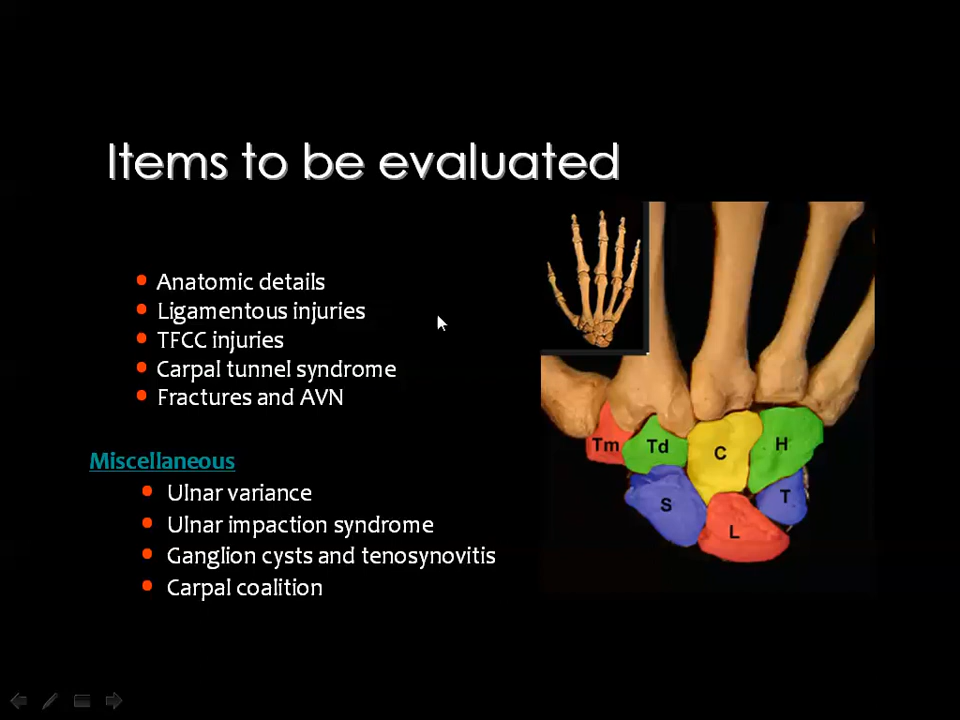 Items to be evaluated
Anatomic details
Ligamentous injuries
TFCC injuries
Carpal tunnel syndrome
Fractures and AVN
Miscellaneous
Ulnar variance
Ulnar impaction syndrome
Ganglion cysts and tenosynovitis
Carpal coalition
Tm Td C H
S L T